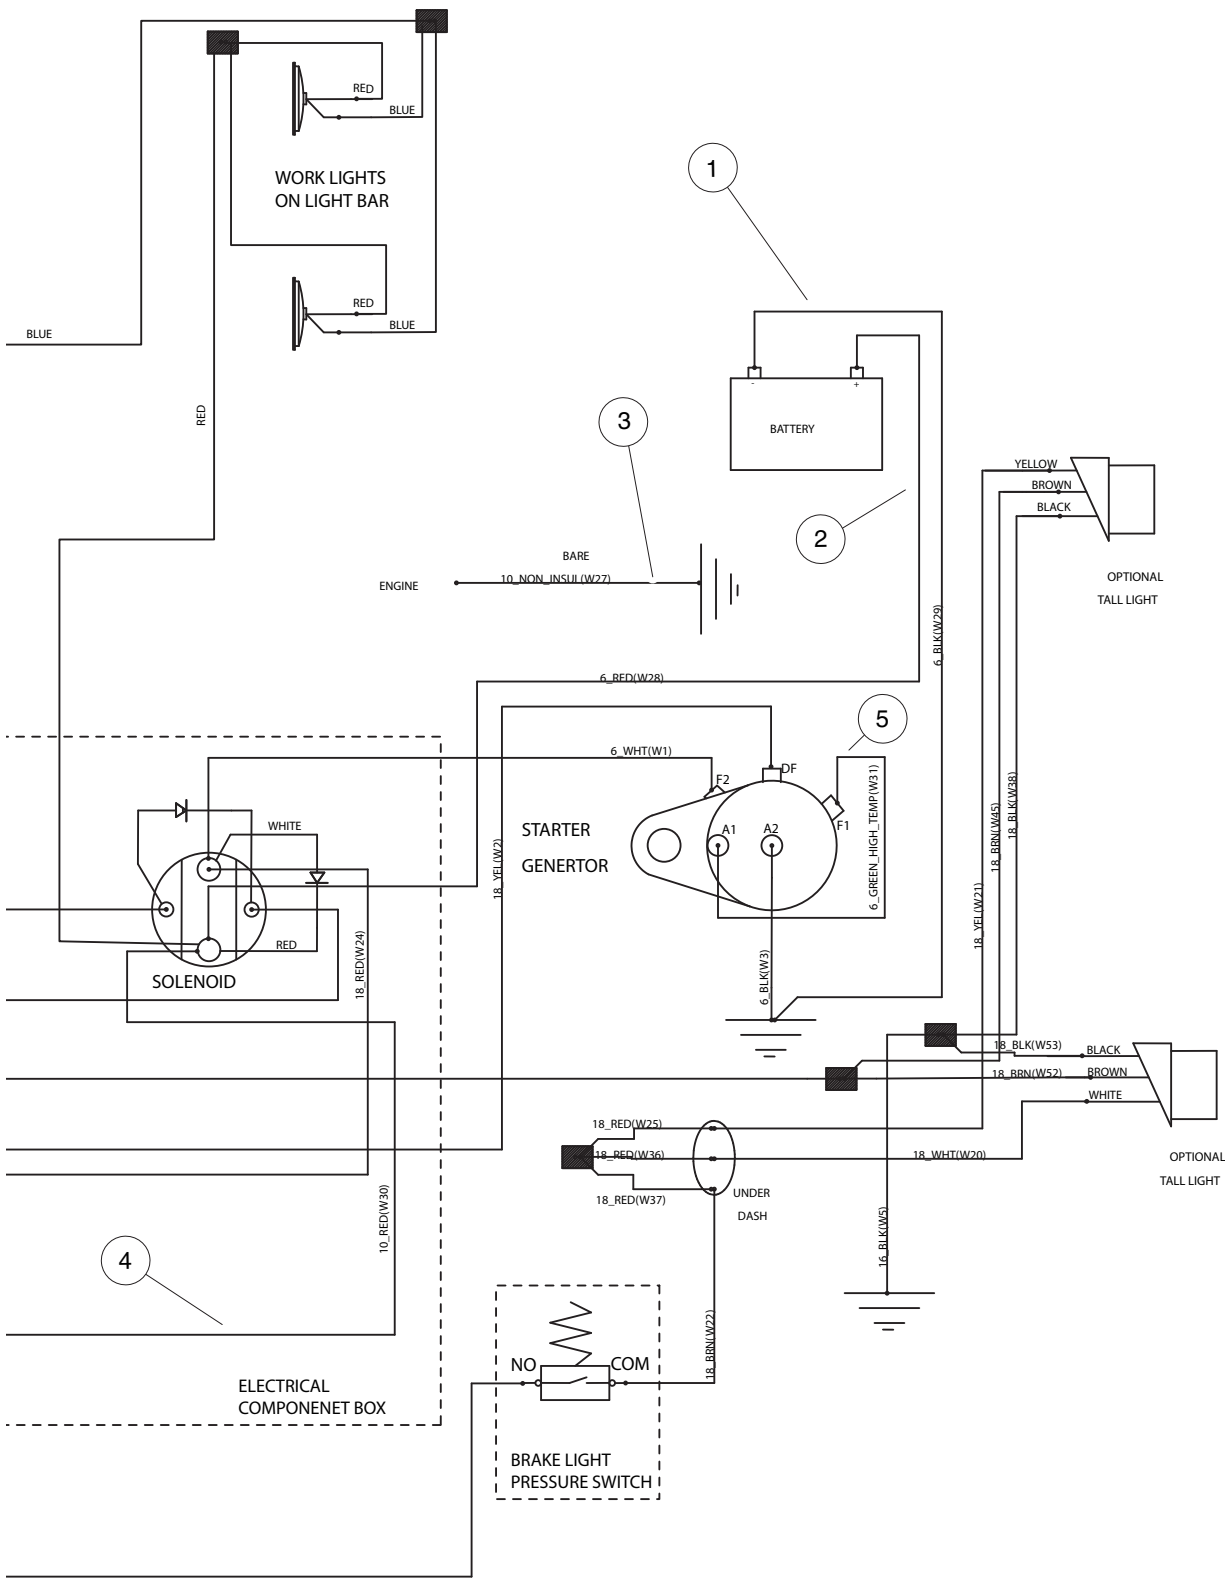 RED
BLUE
WORK LIGHTS
ON LIGHT BAR
1
RED
BLUE
BLUE
RED
-
+
BATTERY
3
2
YELLOW
BROWN
BLACK
OPTIONAL
TALL LIGHT
BARE
ENGINE
10_NON_INSUL(W27)
6_BLK(W29)
6_RED(W28)
5
6_WHT(W1)
F2
DF
F1
A1
A2
6_GREEN_HIGH_TEMP(W31)
18_BLK(W38)
18_BRN(W45)
18_YEL(W21)
STARTER
GENERTOR
WHITE
18_YEL(W2)
RED
SOLENOID
18_RED(W24)
6_BLK(W3)
18_BLK(W53)
BLACK
18_BRN(W52)
BROWN
WHITE
18_RED(W25)
18_RED(W36)
18_WHT(W20)
18_RED(W37)
UNDER
DASH
OPTIONAL
TALL LIGHT
10_RED(W30)
16_BLK(W5)
4
18_BRN(W22)
NO
COM
ELECTRICAL
COMPONENET BOX
BRAKE LIGHT
PRESSURE SWITCH